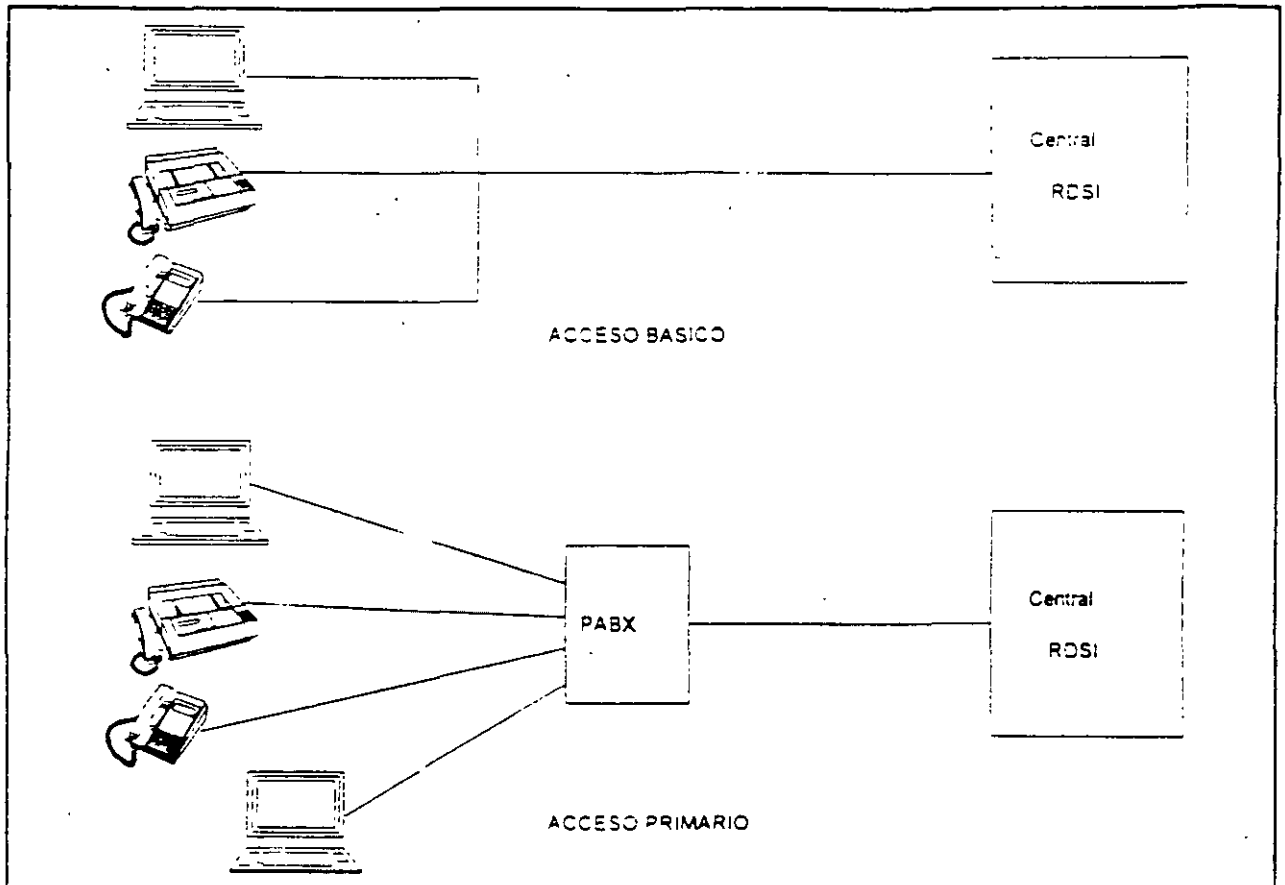 Central
RDSI
ACCESO BASICO
PABX
Central
RDSI
ACCESO PRIMARIO